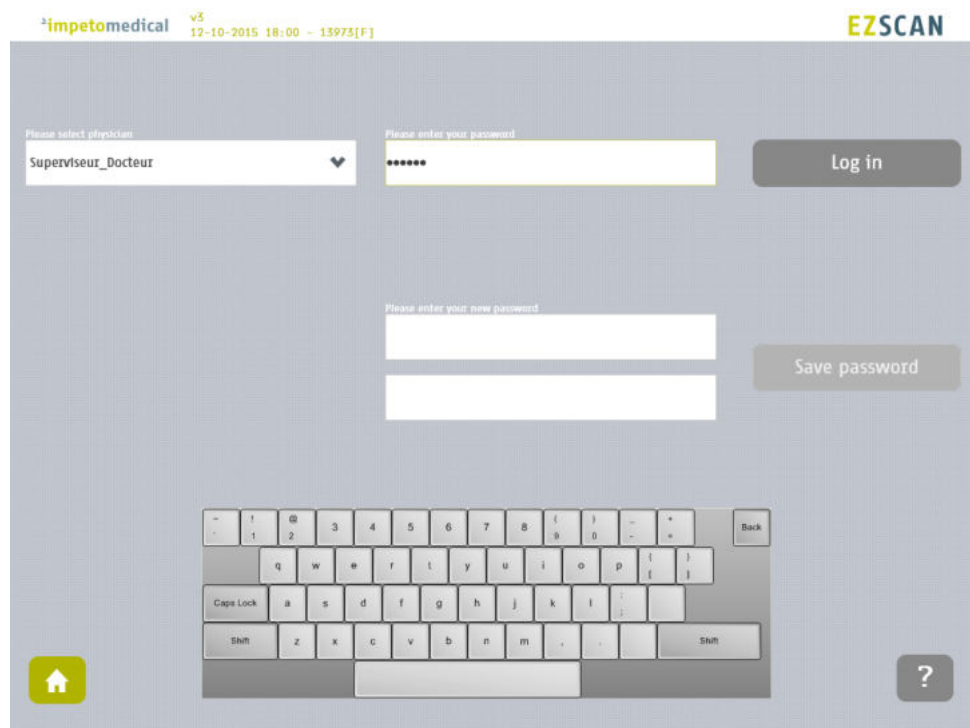 impetomedical
v3
12-10-2015 18:00 - 13973[F]
EZSCAN
Please select physician
Please enter your password
Superviseur_Docteur
••••••
Log in
Please enter your new password
Save password
~ ! @ 3 4 5 6 7 8 ( ) _ + Back
` 1 2 9 0 - =
q w e r t y u i o p { }
[ ]
Caps Lock a s d f g h j k l :
;
Shift z x c v b n m , . Shift
?